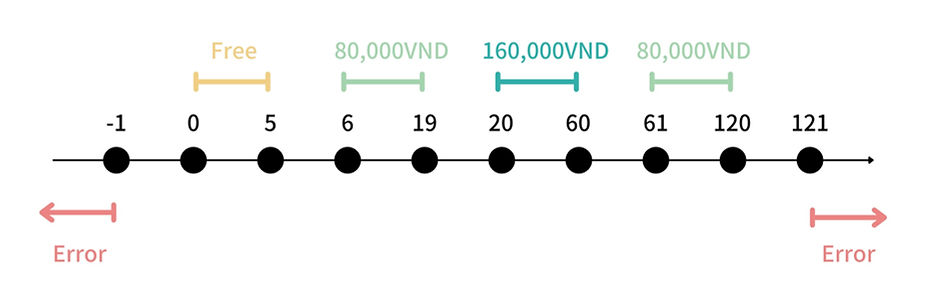 Free 80,000VND 160,000VND 80,000VND
-1 0 5 6 19 20 60 61 120 121
Error Error